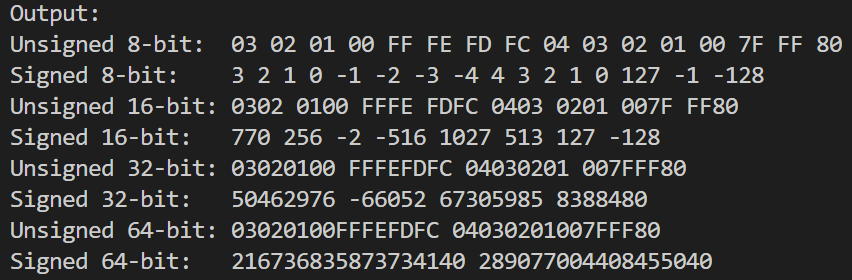 Output:
Unsigned 8-bit:  03 02 01 00 FF FE FD FC 04 03 02 01 00 7F FF 80
Signed 8-bit:    3 2 1 0 -1 -2 -3 -4 4 3 2 1 0 127 -1 -128
Unsigned 16-bit: 0302 0100 FFFE FDFC 0403 0201 007F FF80
Signed 16-bit:   770 256 -2 -516 1027 513 127 -128
Unsigned 32-bit: 03020100 FFFEFDFC 04030201 007FFF80
Signed 32-bit:   50462976 -66052 67305985 8388480
Unsigned 64-bit: 03020100FFFEFDFC 04030201007FFF80
Signed 64-bit:   216736835873734140 289077004408455040